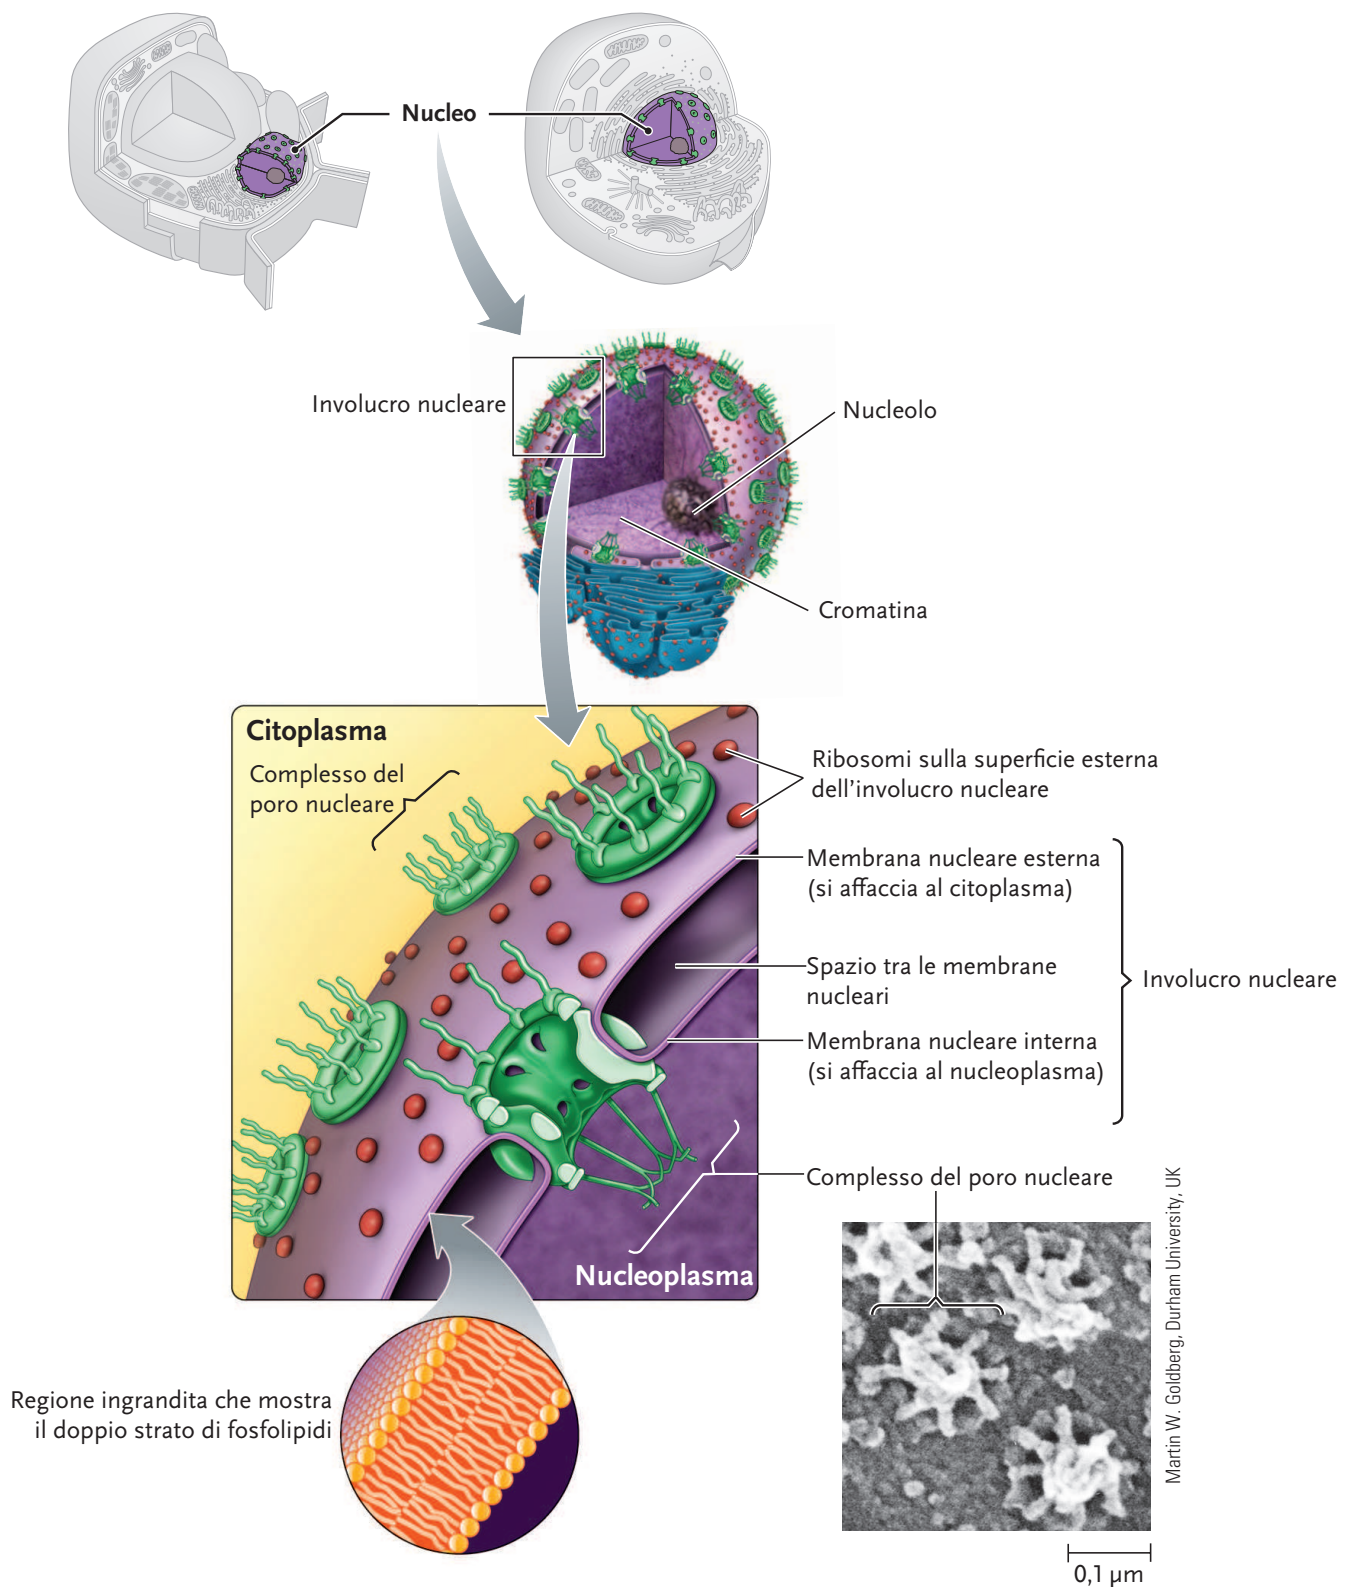 Nucleo
Involucro nucleare
Nucleolo
Cromatina
Citoplasma
Complesso del
poro nucleare
Ribosomi sulla superficie esterna
dell'involucro nucleare
Membrana nucleare esterna
(si affaccia al citoplasma)
Spazio tra le membrane
nucleari
Involucro nucleare
Membrana nucleare interna
(si affaccia al nucleoplasma)
Complesso del poro nucleare
Nucleoplasma
Regione ingrandita che mostra
il doppio strato di fosfolipidi
Martin W. Goldberg, Durham University, UK
0,1 µm